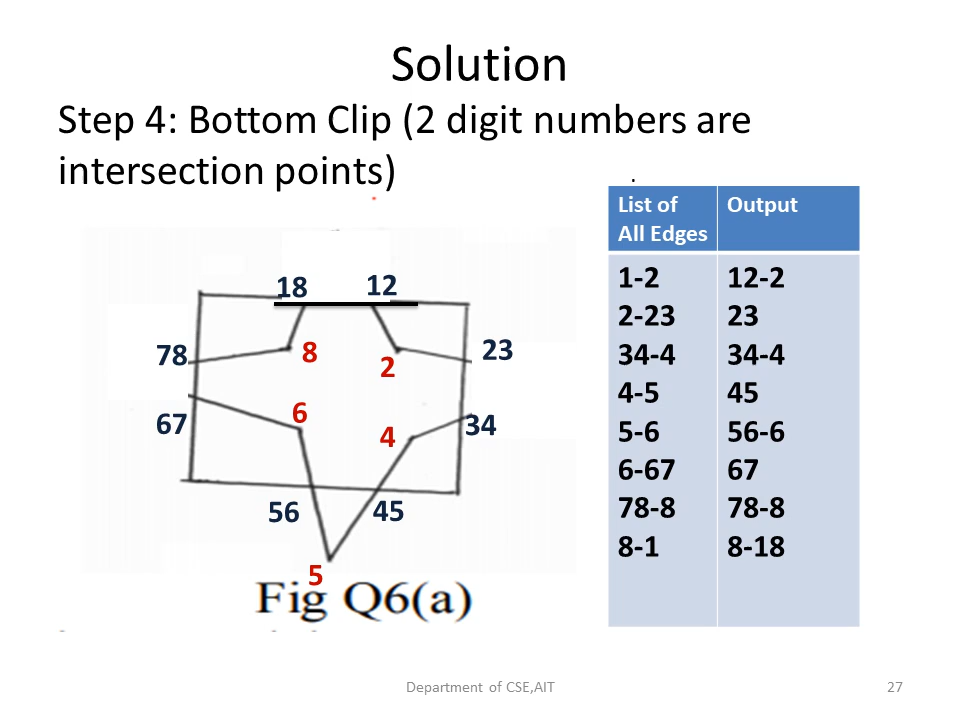 Solution
Step 4: Bottom Clip (2 digit numbers are
intersection points)
.
List of All Edges
Output
1-2 12-2
2-23 23
34-4 34-4
4-5 45
5-6 56-6
6-67 67
78-8 78-8
8-1 8-18
18 12
78 8 2 23
67 6 4 34
56 45
5
Fig Q6(a)
Department of CSE,AIT
27